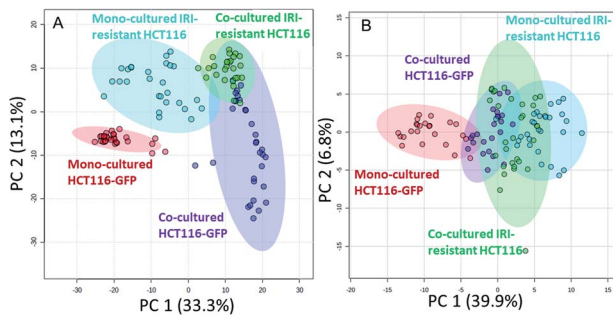 A
Mono-cultured IRI-
resistant HCT116
Co-cultured IRI-
resistant HCT116
Mono-cultured
HCT116-GFP
Co-cultured
HCT116-GFP
PC 2 (13.1%)
20
10
0
-10
-20
-30
-20
-10
0
10
20
30
PC 1 (33.3%)
B
Mono-cultured IRI-
resistant HCT116
Co-cultured
HCT116-GFP
Mono-cultured
HCT116-GFP
Co-cultured IRI-
resistant HCT116
PC 2 (6.8%)
15
10
5
0
-5
-10
-15
-15
-10
-5
0
5
10
15
PC 1 (39.9%)